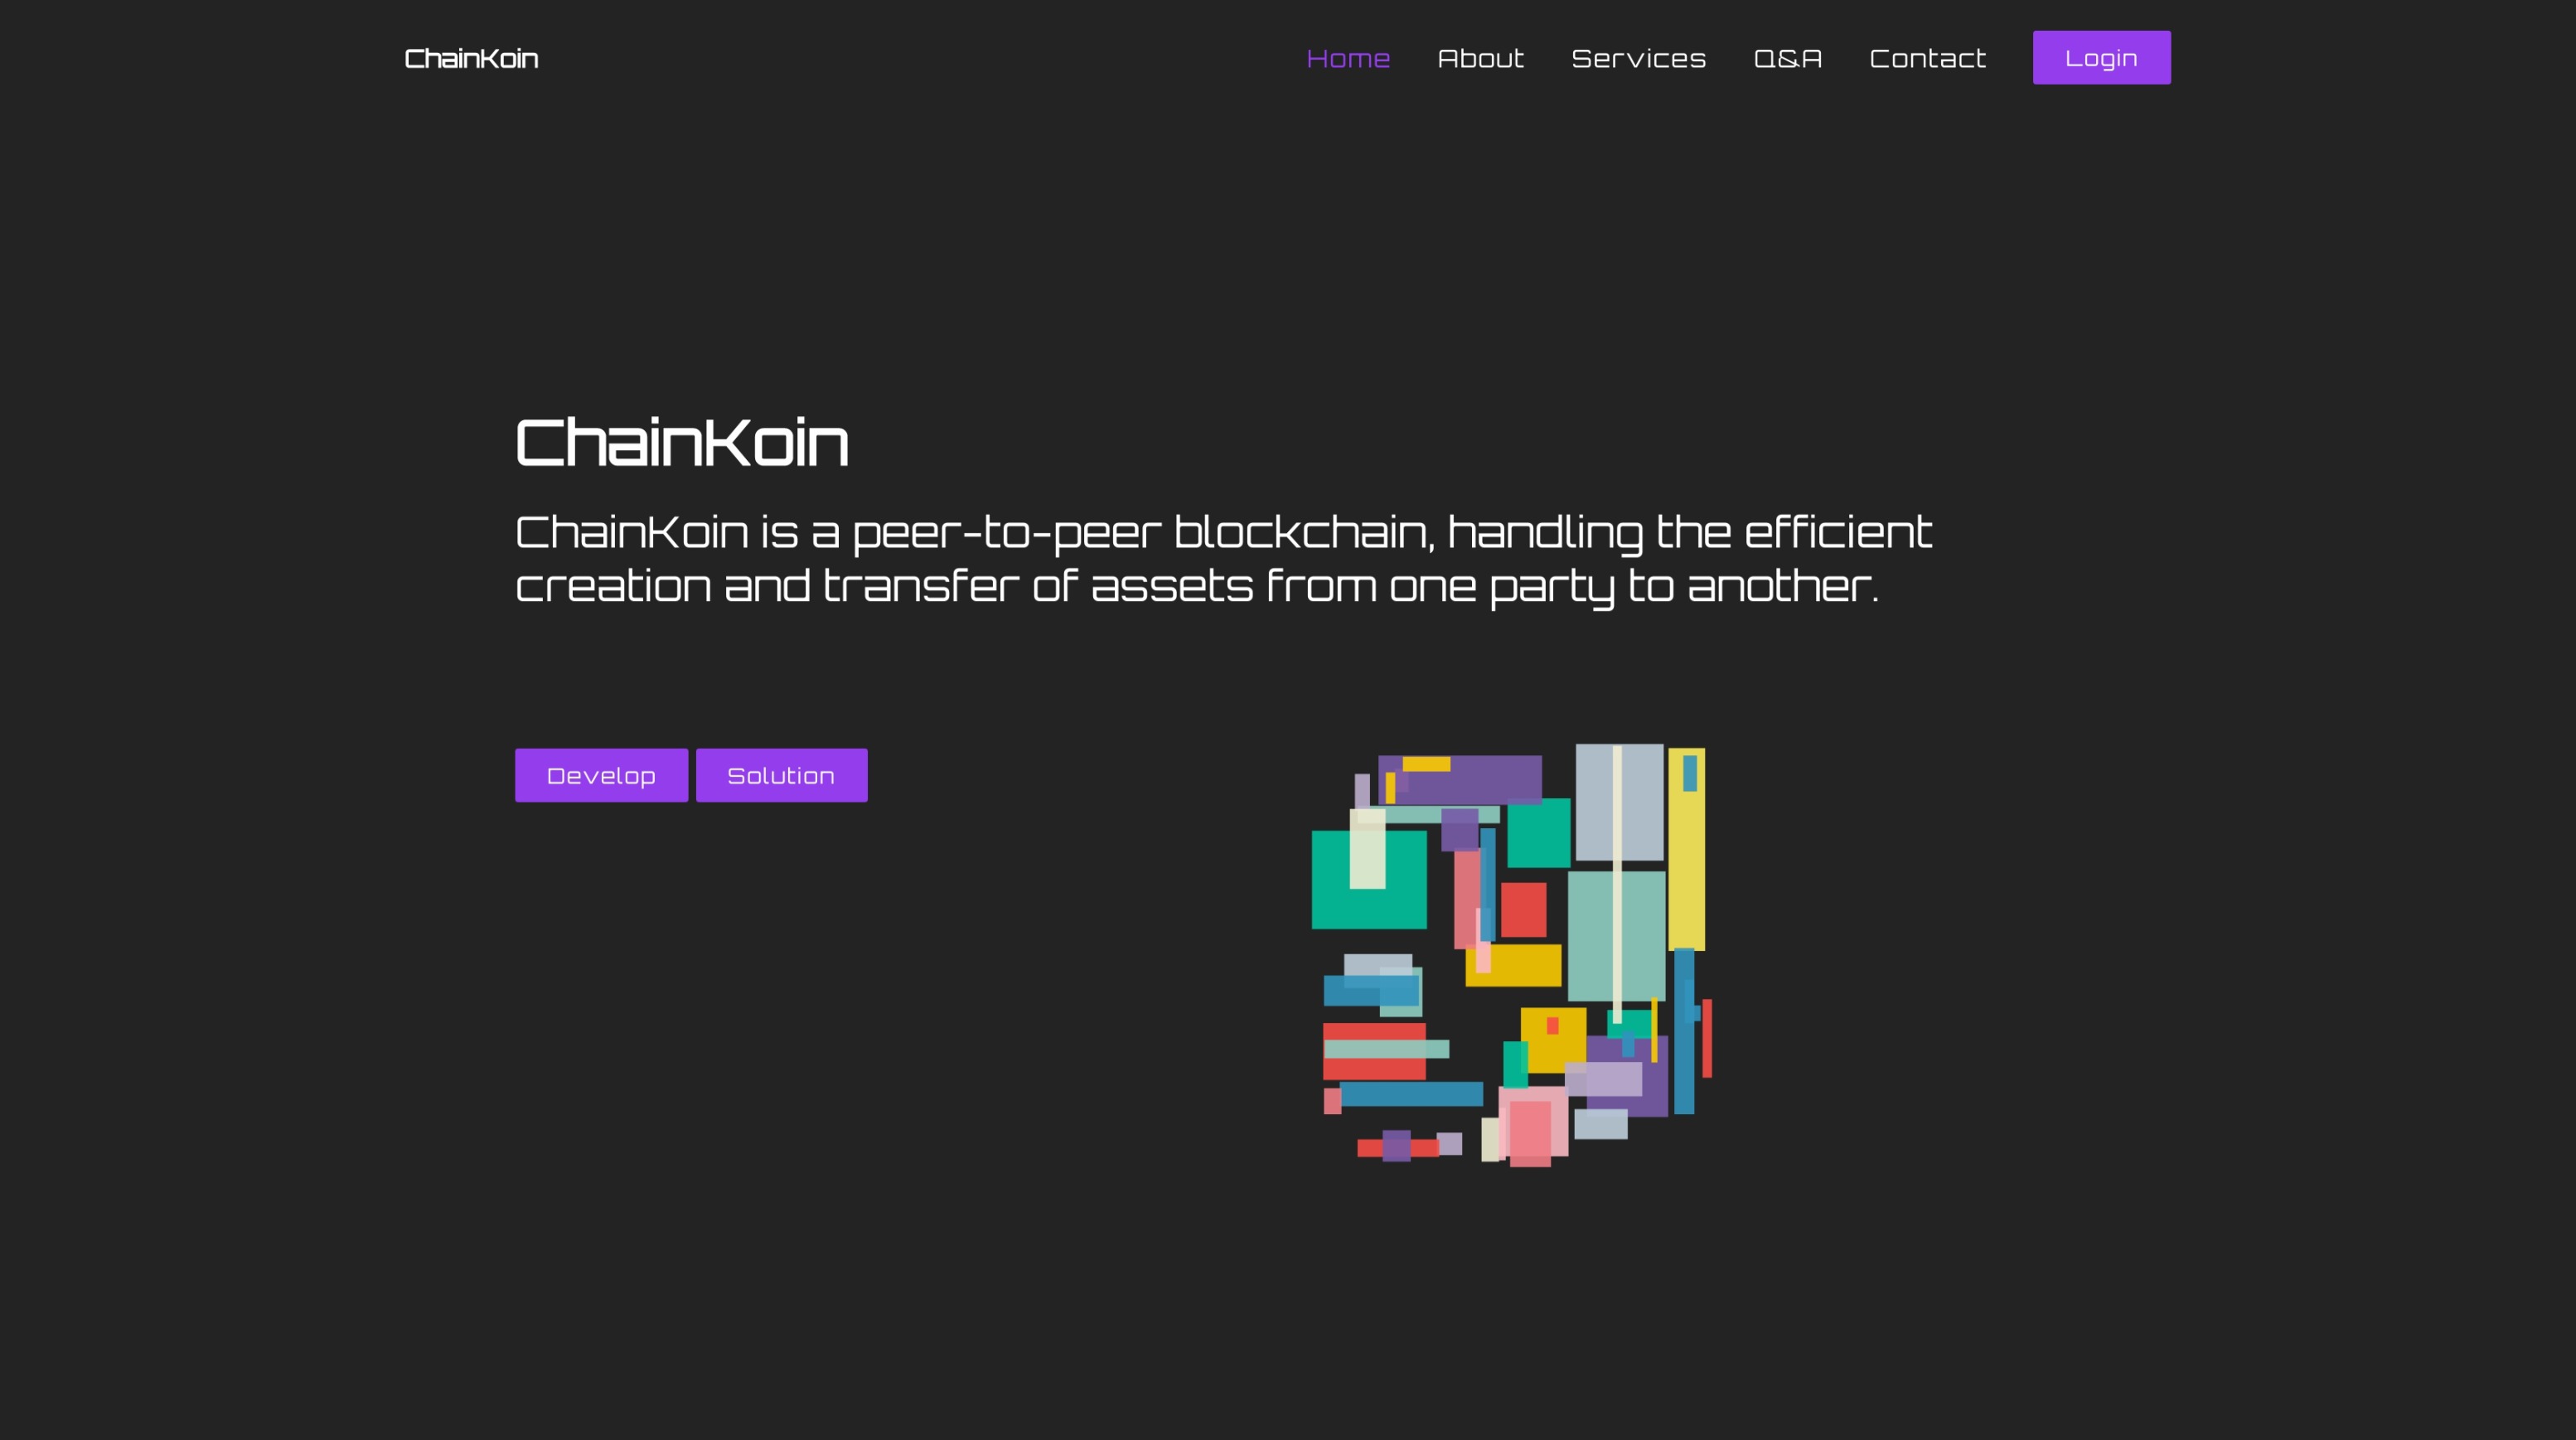 ChainKoin
Home About Services Q&A Contact Login
ChainKoin
ChainKoin is a peer-to-peer blockchain, handling the efficient
creation and transfer of assets from one party to another.
Develop Solution